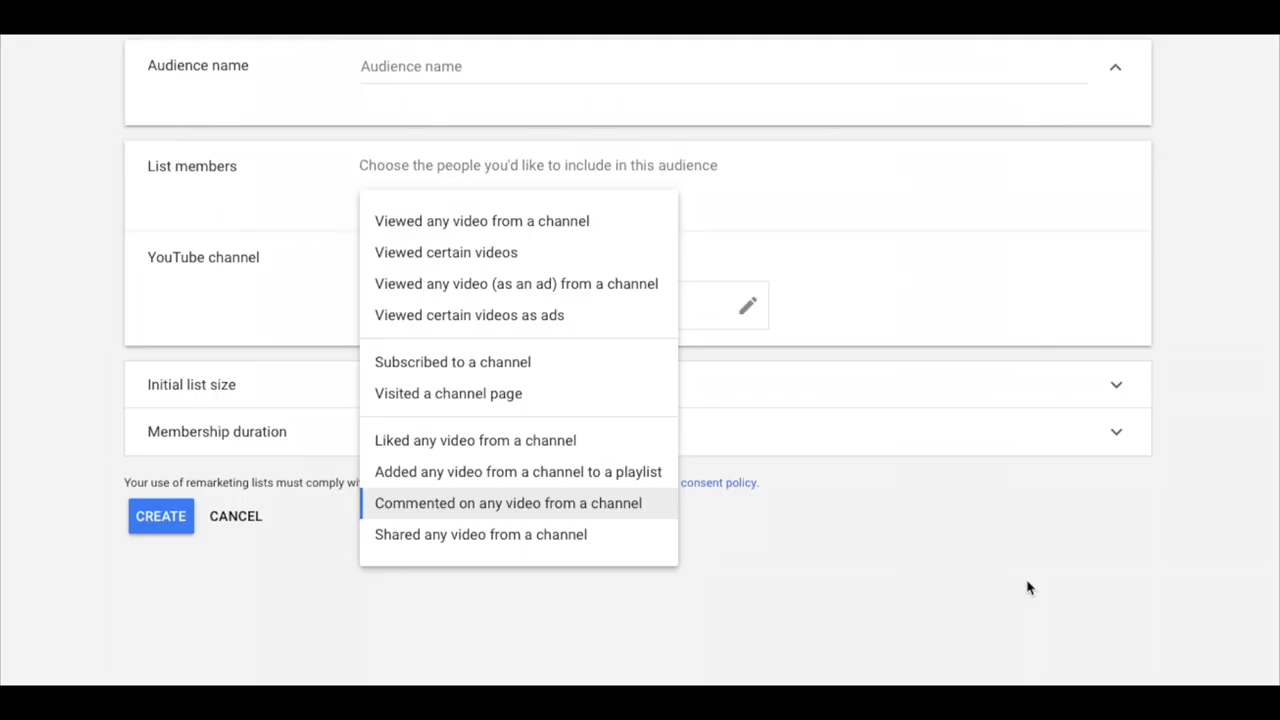 Audience name
Audience name
List members
Choose the people you'd like to include in this audience
Viewed any video from a channel
Viewed certain videos
YouTube channel
Viewed any video (as an ad) from a channel
Viewed certain videos as ads
Subscribed to a channel
Initial list size
Visited a channel page
Membership duration
Liked any video from a channel
Added any video from a channel to a playlist
Your use of remarketing lists must comply wi
consent policy.
Commented on any video from a channel
CREATE
CANCEL
Shared any video from a channel